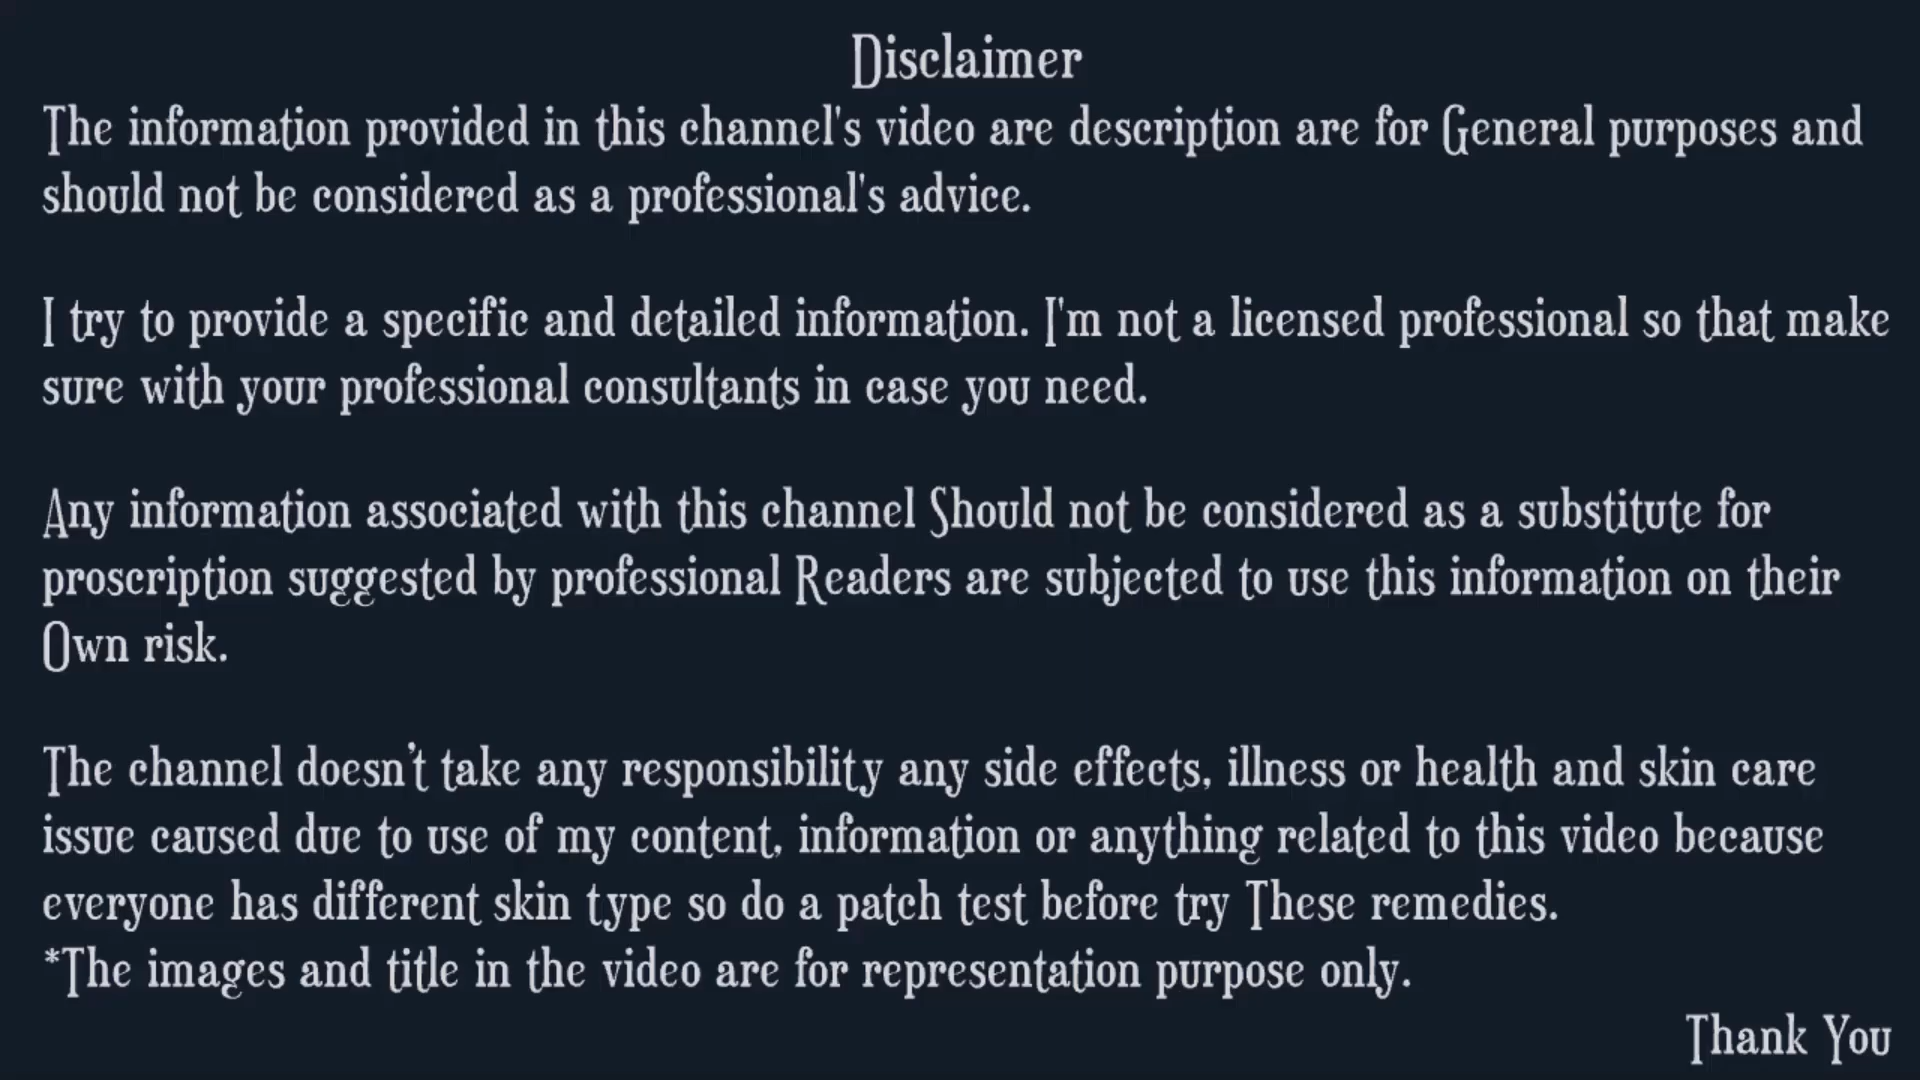 Disclaimer
The information provided in this channel's video are description are for General purposes and
should not be considered as a professional's advice.
I try to provide a specific and detailed information. I'm not a licensed professional so that make
sure with your professional consultants in case you need.
Any information associated with this channel Should not be considered as a substitute for
proscription suggested by professional Readers are subjected to use this information on their
Own risk.
The channel doesn't take any responsibility any side effects, illness or health and skin care
issue caused due to use of my content, information or anything related to this video because
everyone has different skin type so do a patch test before try These remedies.
*The images and title in the video are for representation purpose only.
Thank You